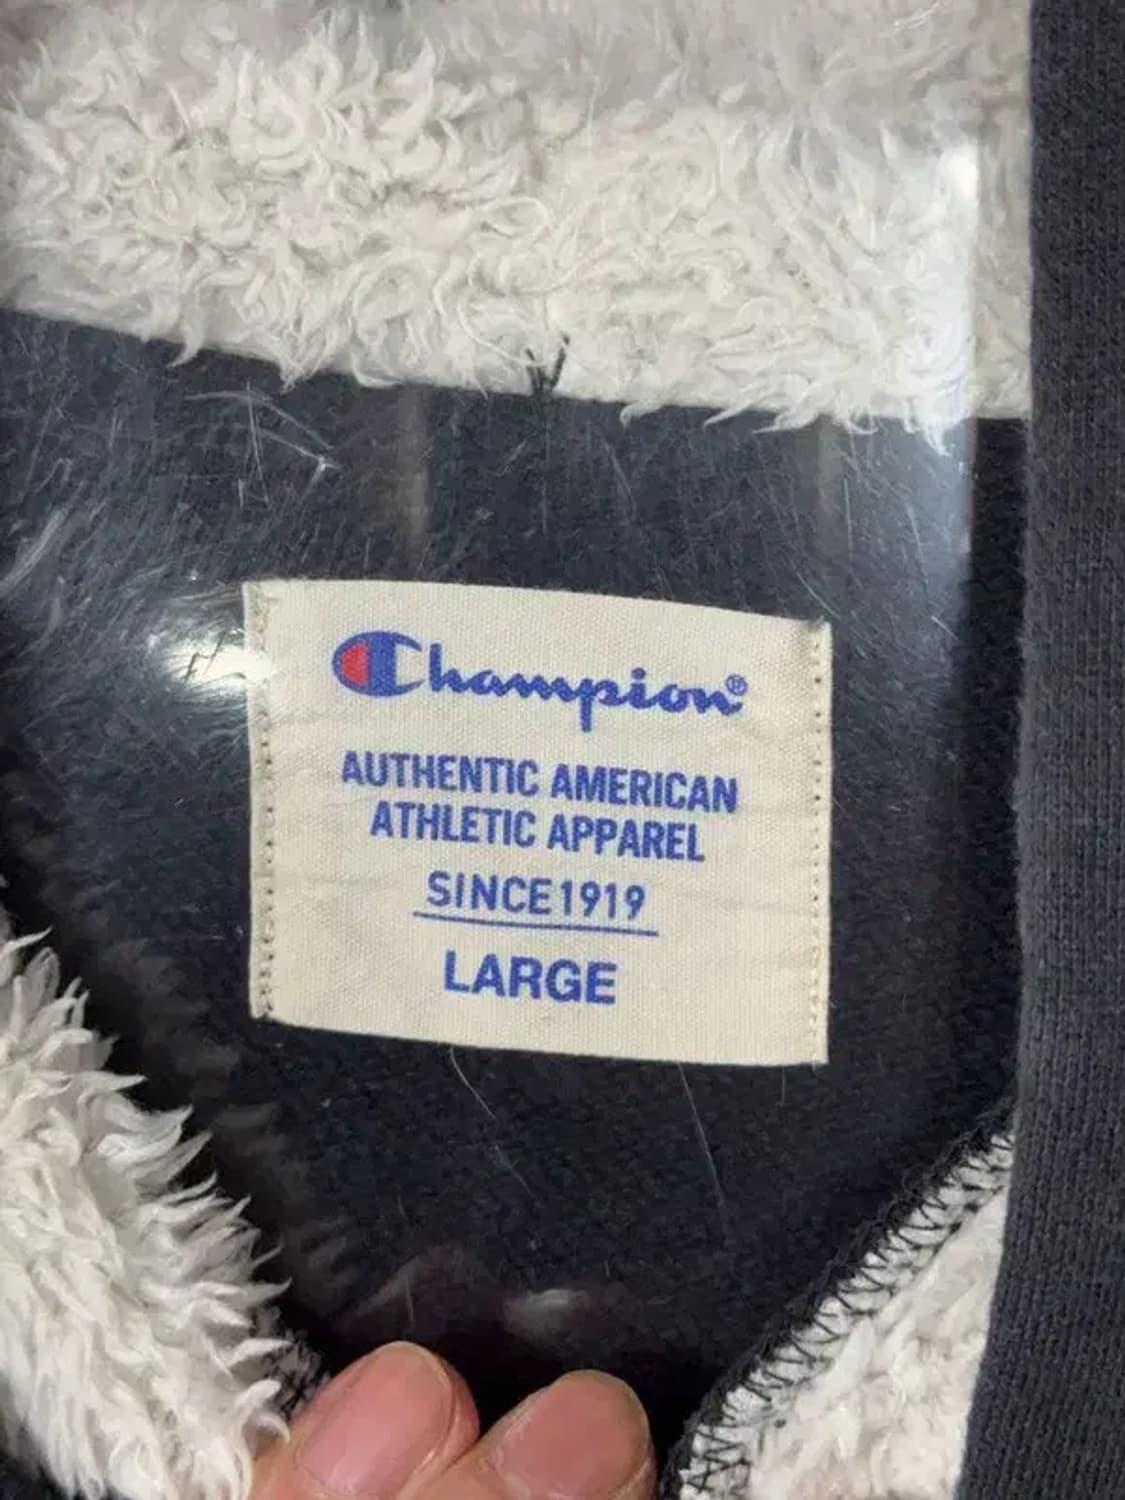 Champion®
AUTHENTIC AMERICAN
ATHLETIC APPAREL
SINCE 1919
LARGE